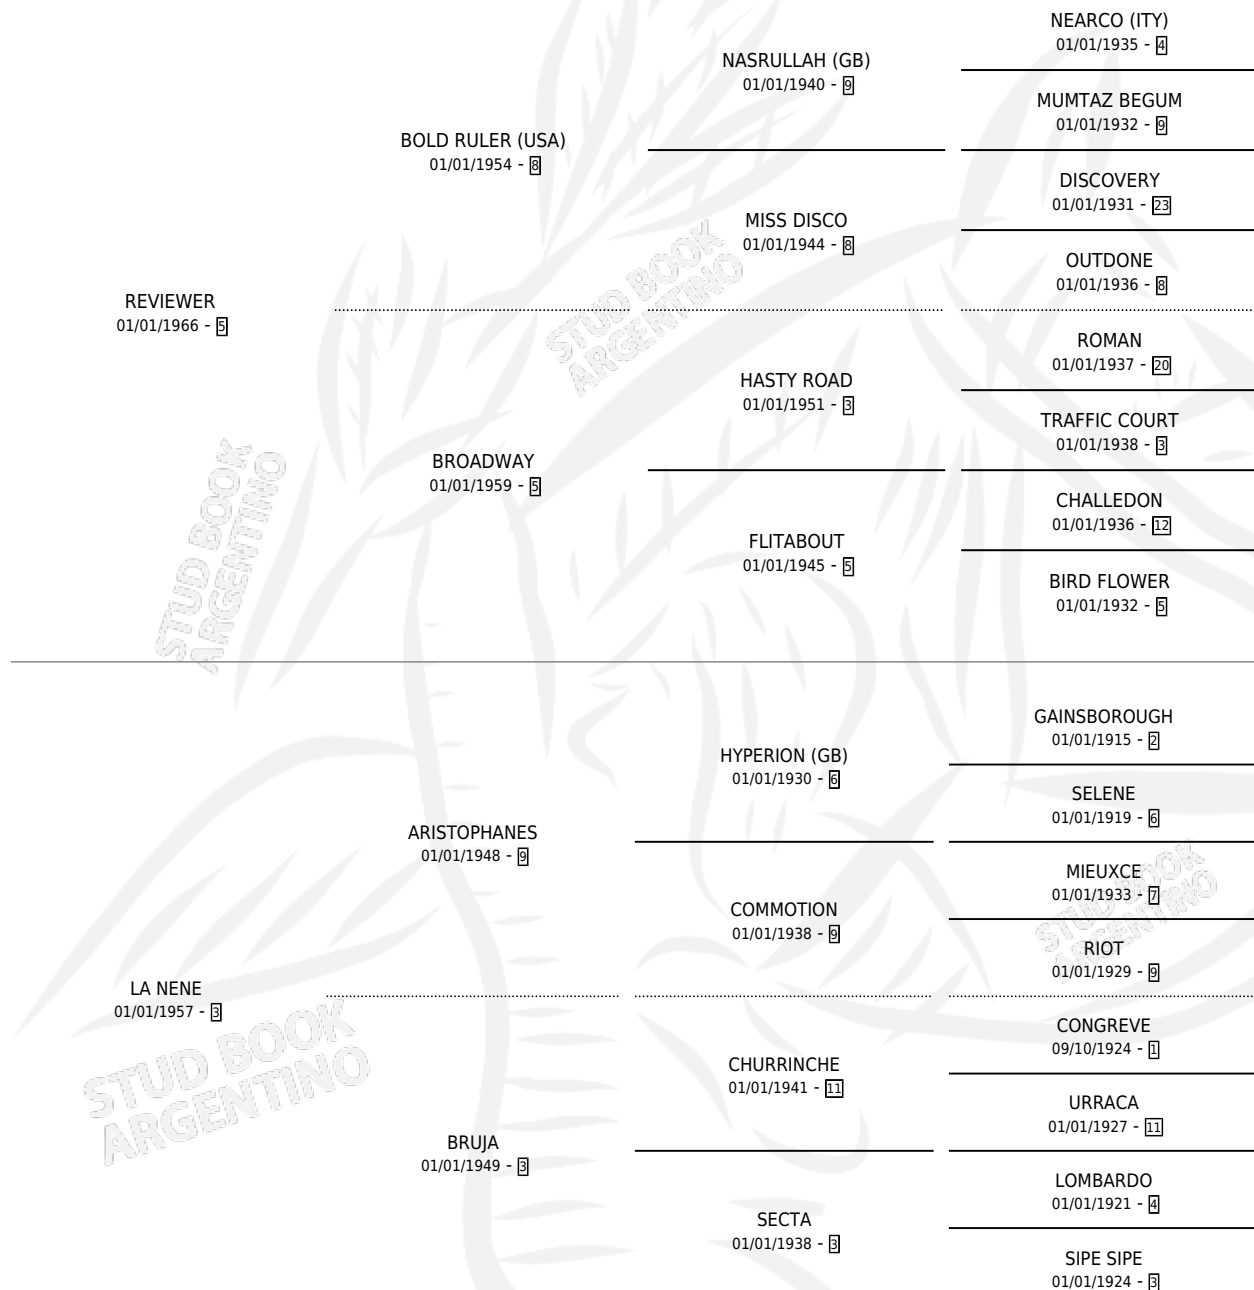 NEARCO (ITY)
01/01/1935 - 4
NASRULLAH (GB)
01/01/1940 - 9
MUMTAZ BEGUM
01/01/1932 - 9
BOLD RULER (USA)
01/01/1954 - 8
DISCOVERY
01/01/1931 - 23
MISS DISCO
01/01/1944 - 8
OUTDONE
01/01/1936 - 8
REVIEWER
01/01/1966 - 5
ROMAN
01/01/1937 - 20
HASTY ROAD
01/01/1951 - 3
TRAFFIC COURT
01/01/1938 - 3
BROADWAY
01/01/1959 - 5
CHALLEDON
01/01/1936 - 12
FLITABOUT
01/01/1945 - 5
BIRD FLOWER
01/01/1932 - 5
GAINSBOROUGH
01/01/1915 - 2
HYPERION (GB)
01/01/1930 - 6
SELENE
01/01/1919 - 6
ARISTOPHANES
01/01/1948 - 9
MIEUXCE
01/01/1933 - 7
COMMOTION
01/01/1938 - 9
RIOT
01/01/1929 - 9
LA NENE
01/01/1957 - 3
CONGREVE
09/10/1924 - 1
CHURRINCHE
01/01/1941 - 11
URRACA
01/01/1927 - 11
BRUJA
01/01/1949 - 3
LOMBARDO
01/01/1921 - 4
SECTA
01/01/1938 - 3
SIPE SIPE
01/01/1924 - 3
STUD BOOK
ARGENTINO
STUD BOOK
ARGENTINO
STUD BOOK
ARGENTINO
STUD BOOK
ARGENTINO